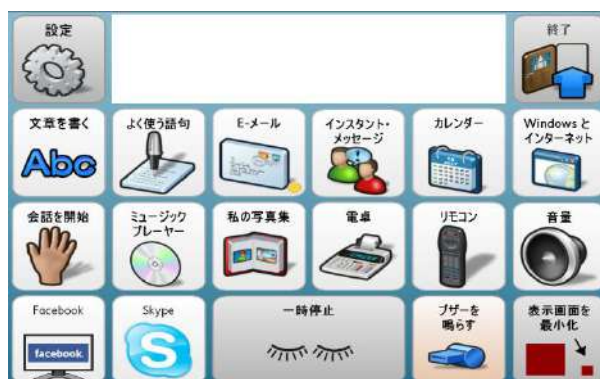 設定
終了
文章を書く
Abc
よく使う語句
E-メール
インスタント・
メッセージ
カレンダー
Windows と
インターネット
会話を開始
ミュージック
プレーヤー
私の写真集
電卓
リモコン
音量
Facebook
facebook
Skype
S
一時停止
ブザーを
鳴らす
表示画面を
最小化